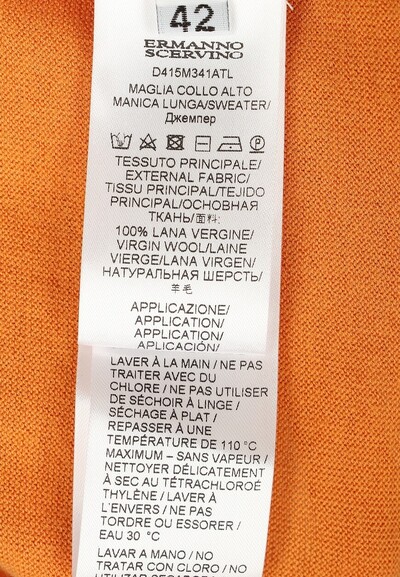 42
ERMANNO
SCERVINO
D415M341ATL
MAGLIA COLLO ALTO
MANICA LUNGA/SWEATER/
Джемпер
TESSUTO PRINCIPALE/
EXTERNAL FABRIC/
TISSU PRINCIPAL/TEJIDO
PRINCIPAL/ОСНОВНАЯ
ТКАНЬ/面料:
100% LANA VERGINE/
VIRGIN WOOL/LAINE
VIERGE/LANA VIRGEN/
НАТУРАЛЬНАЯ ШЕРСТЬ/
羊毛
APPLICAZIONE/
APPLICATION/
APPLICATION/
APLICACIÓN/
LAVER À LA MAIN / NE PAS
TRAITER AVEC DU
CHLORE / NE PAS UTILISER
DE SÉCHOIR À LINGE /
SÉCHAGE À PLAT /
REPASSER À UNE
TEMPÉRATURE DE 110 °C
MAXIMUM – SANS VAPEUR /
NETTOYER DÉLICATEMENT
À SEC AU TÉTRACHLOROÉ
THYLÈNE / LAVER À
L`ENVERS / NE PAS
TORDRE OU ESSORER /
EAU 30 °C
LAVAR A MANO / NO
TRATAR CON CLORO / NO
UTILIZAR SECADORA /